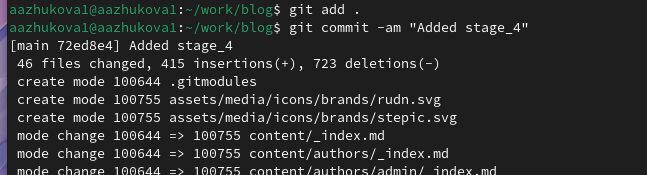 aazhukova1@aazhukova1:~/work/blog$ git add .
aazhukova1@aazhukova1:~/work/blog$ git commit -am "Added stage_4"
[main 72ed8e4] Added stage_4
46 files changed, 415 insertions(+), 723 deletions(-)
create mode 100644 .gitmodules
create mode 100755 assets/media/icons/brands/rudn.svg
create mode 100755 assets/media/icons/brands/stepic.svg
mode change 100644 => 100755 content/_index.md
mode change 100644 => 100755 content/authors/_index.md
mode change 100644 => 100755 content/authors/admin/_index.md